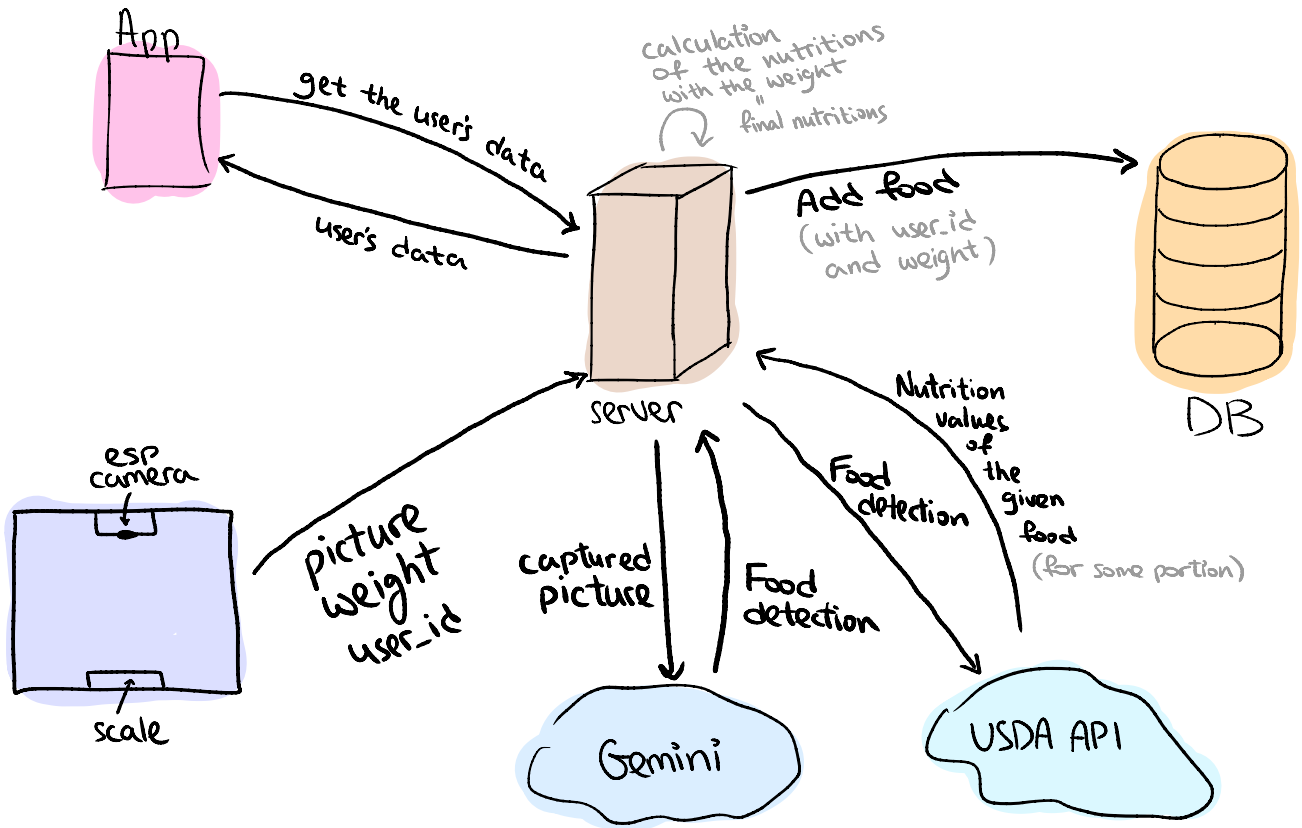 App
get the user's data
user's data
calculation
of the nutritions
with the weight
"
final nutritions
Add food
(with user_id
and weight)
DB
server
esp
camera
scale
picture
weight
user_id
captured
picture
Food
detection
Food
detection
Nutrition
values
of
the
given
food
(for some portion)
Gemini
USDA API